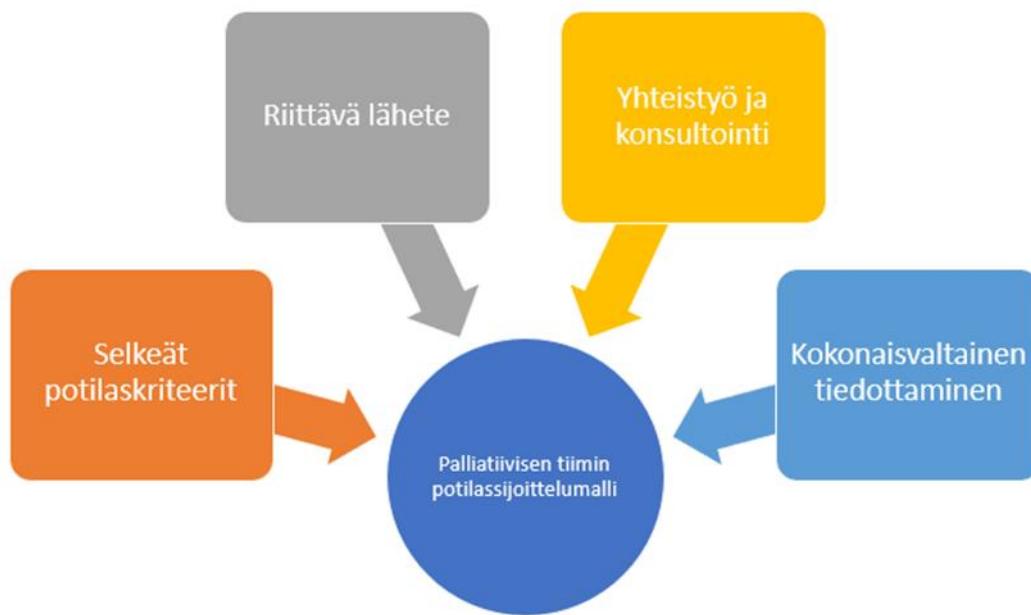 Riittävä lähete
Yhteistyö ja
konsultointi
Selkeät
potilaskriteerit
Kokonaisvaltainen
tiedottaminen
Palliatiivisen tiimin
potilassijoittelumalli